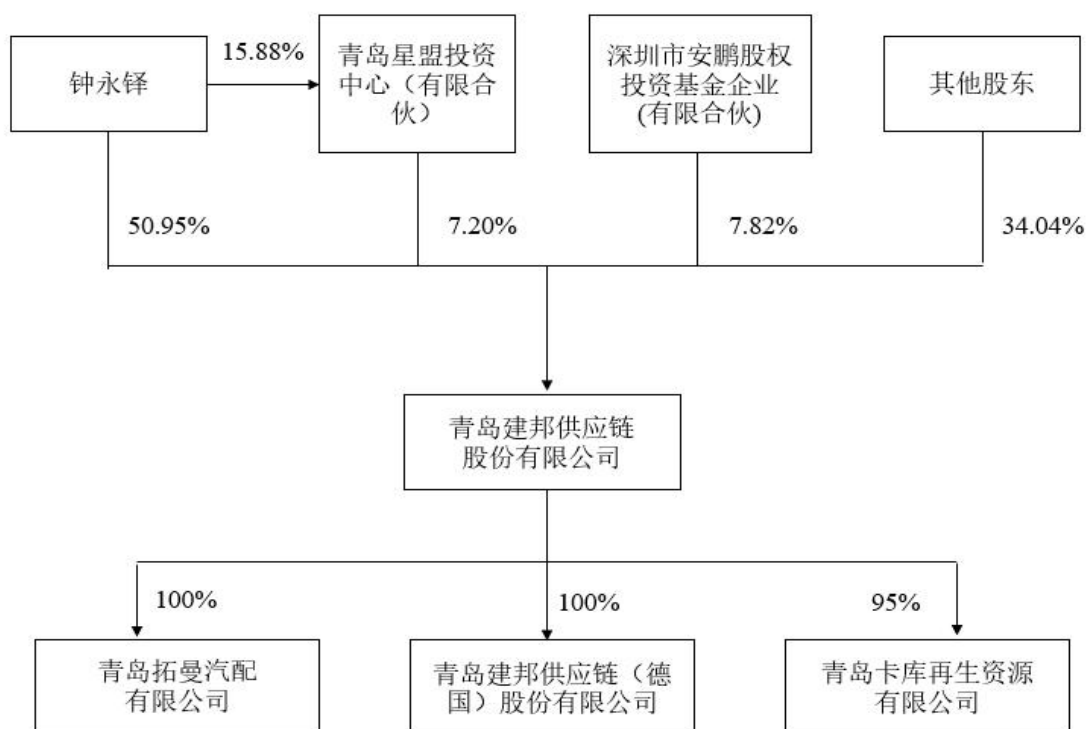 钟永铎
15.88%
青岛星盟投资
中心（有限合
伙）
深圳市安鹏股权
投资基金企业
(有限合伙)
其他股东
50.95%
7.20%
7.82%
34.04%
青岛建邦供应链
股份有限公司
100%
100%
95%
青岛拓曼汽配
有限公司
青岛建邦供应链（德
国）股份有限公司
青岛卡库再生资源
有限公司